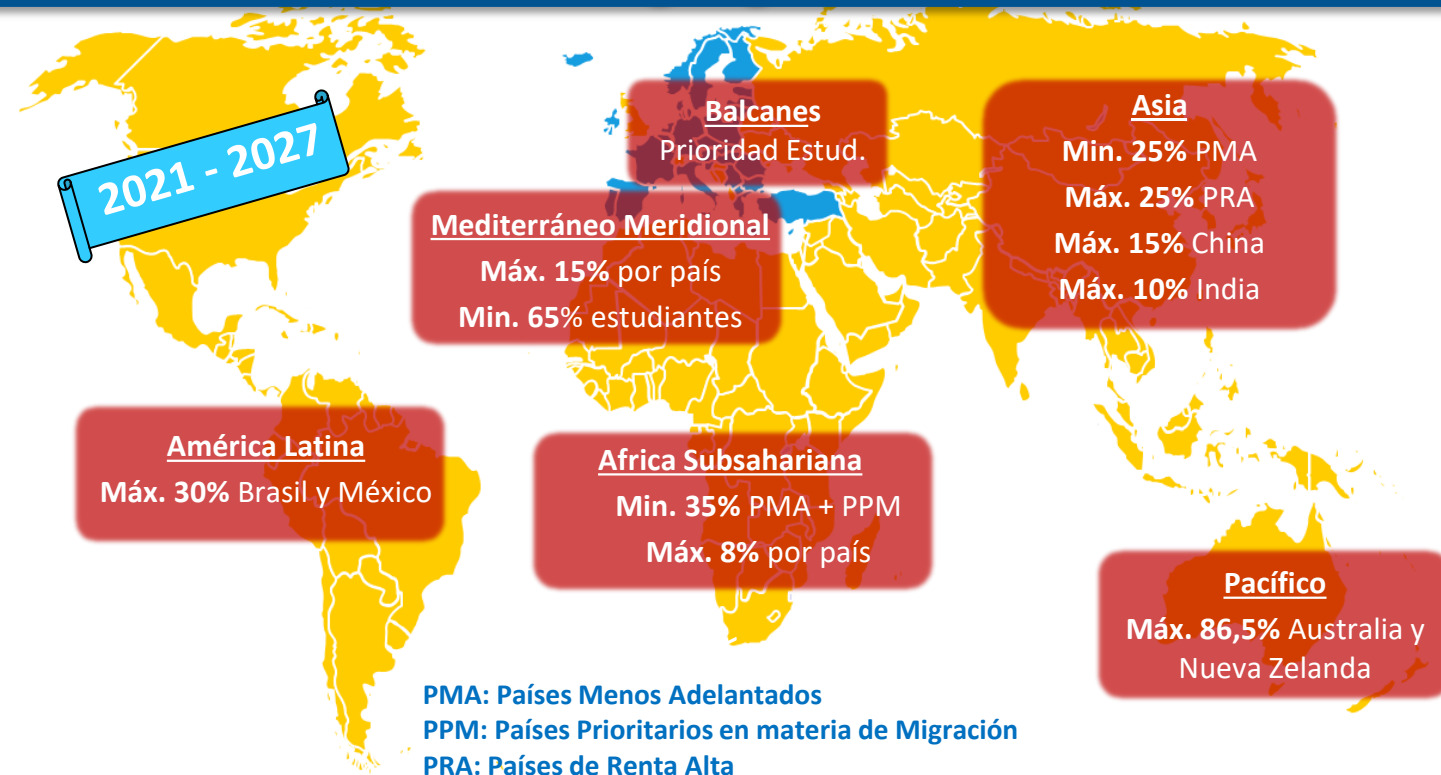 2021 - 2027
Balcanes
Prioridad Estud.
Asia
Min. 25% PMA
Máx. 25% PRA
Máx. 15% China
Máx. 10% India
Mediterráneo Meridional
Máx. 15% por país
Min. 65% estudiantes
América Latina
Máx. 30% Brasil y México
Africa Subsahariana
Min. 35% PMA + PPM
Máx. 8% por país
Pacífico
Máx. 86,5% Australia y
Nueva Zelanda
PMA: Países Menos Adelantados
PPM: Países Prioritarios en materia de Migración
PRA: Países de Renta Alta